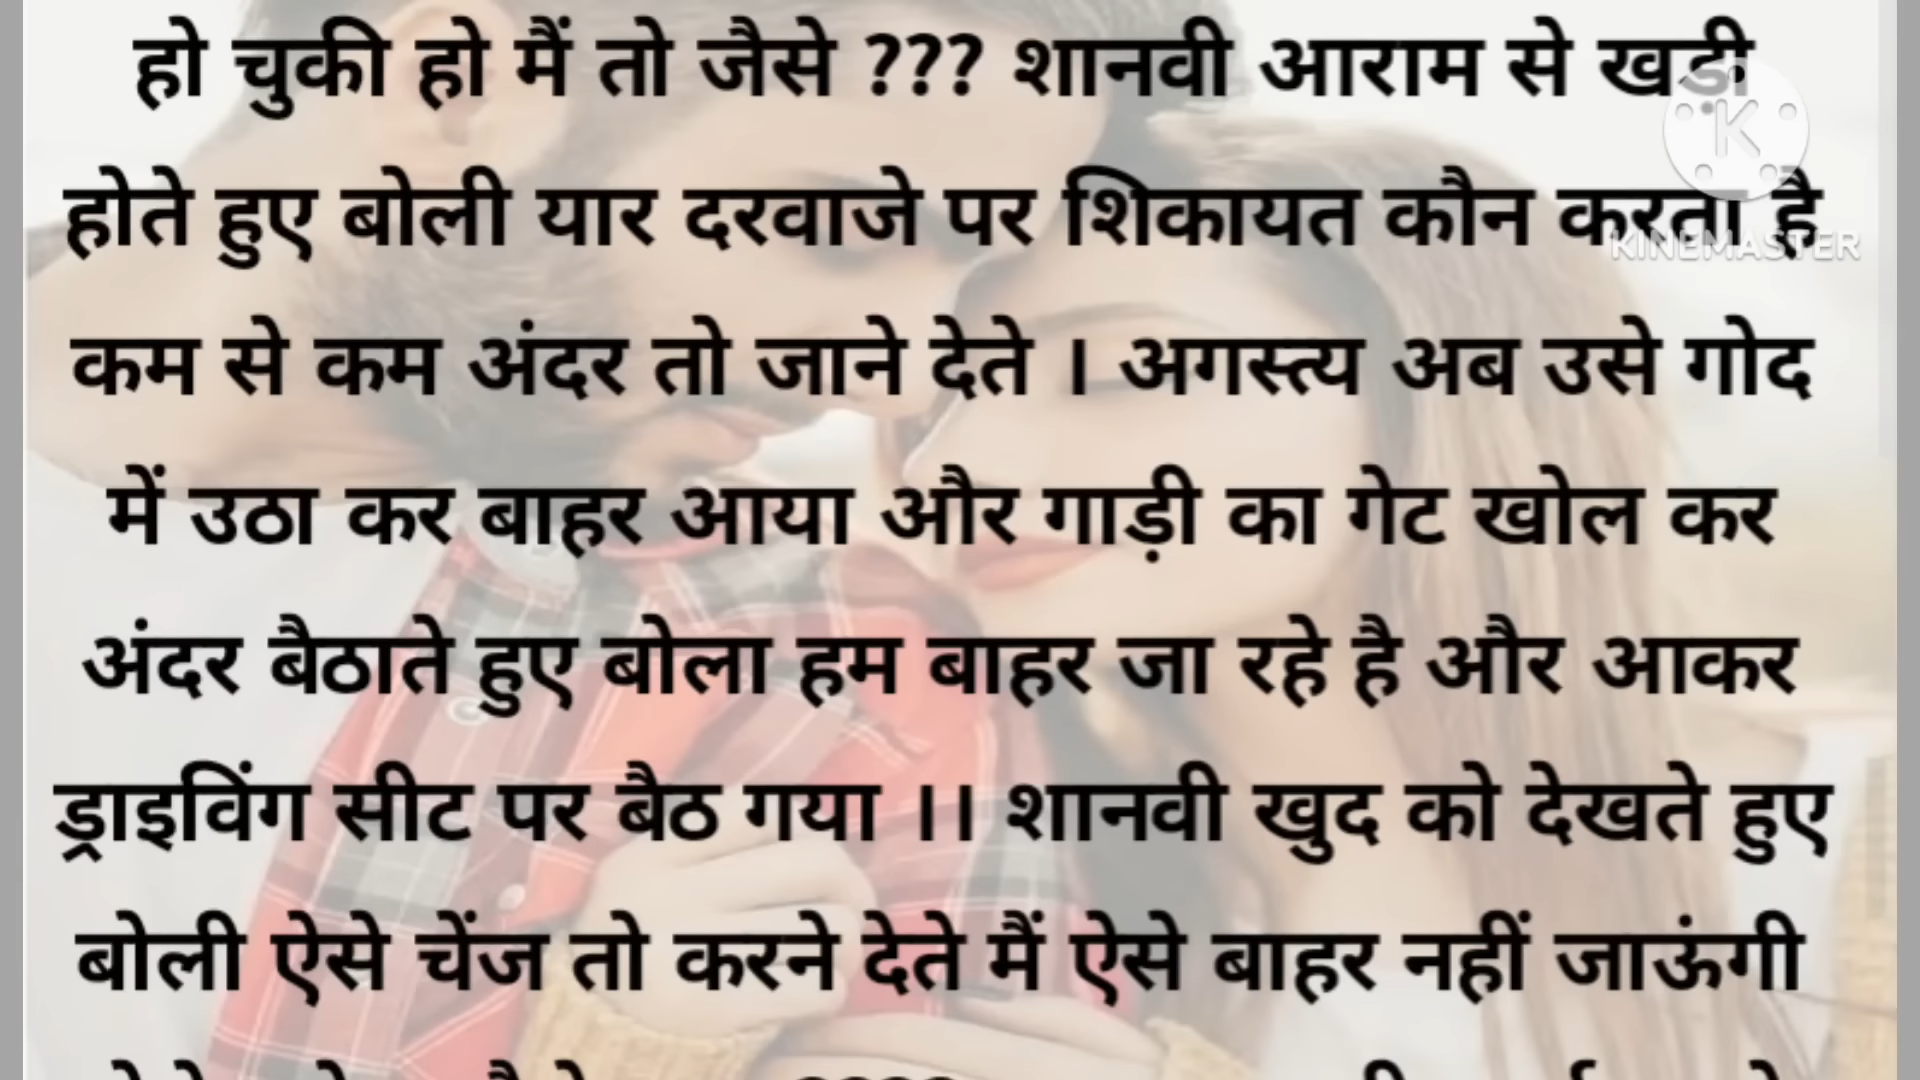 हो चुकी हो मैं तो जैसे ??? शानवी आराम से खडी
होते हुए बोली यार दरवाजे पर शिकायत कौन करता है
KINEMASTER
कम से कम अंदर तो जाने देते । अगस्त्य अब उसे गोद
में उठा कर बाहर आया और गाड़ी का गेट खोल कर
अंदर बैठाते हुए बोला हम बाहर जा रहे है और आकर
ड्राइविंग सीट पर बैठ गया ।। शानवी खुद को देखते हुए
बोली ऐसे चेंज तो करने देते मैं ऐसे बाहर नहीं जाऊंगी